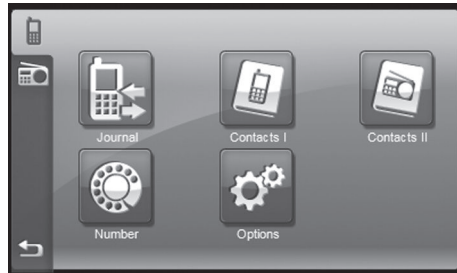 Journal
Contacts I
Contacts II
Number
Options